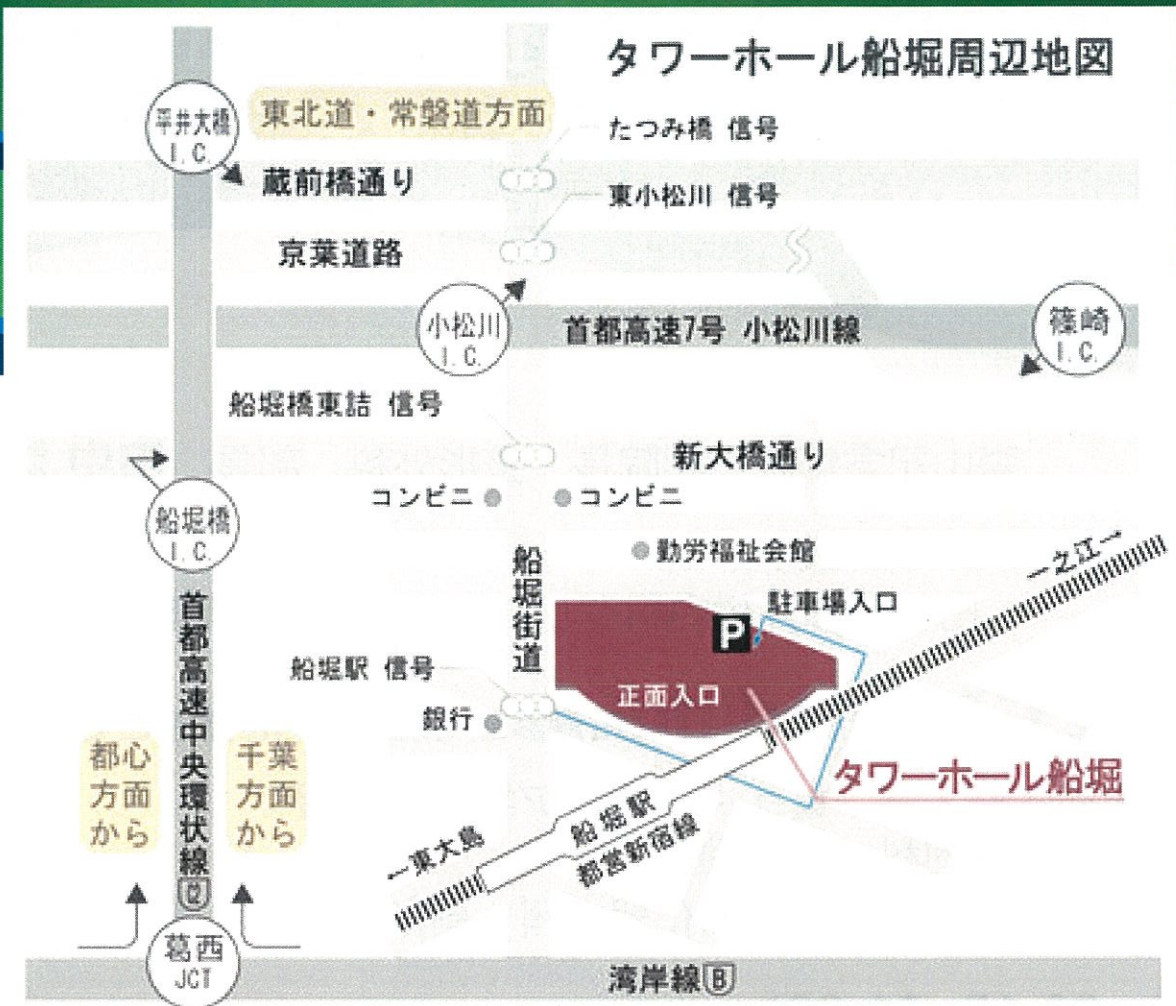 タワーホール船堀周辺地図
平井大橋
I.C.
東北道・常磐道方面
たつみ橋 信号
蔵前橋通り
東小松川 信号
京葉道路
小松川
I.C.
首都高速7号 小松川線
篠崎
I.C.
船堀橋東詰 信号
新大橋通り
コンビニ
コンビニ
船堀橋
I.C.
勤労福祉会館
船堀街道
一之江→
駐車場入口
P
首都高速中央環状線
C2
船堀駅 信号
正面入口
銀行
都心
方面
から
千葉
方面
から
タワーホール船堀
船堀駅
都営新宿線
←東大島
葛西
JCT
湾岸線 B